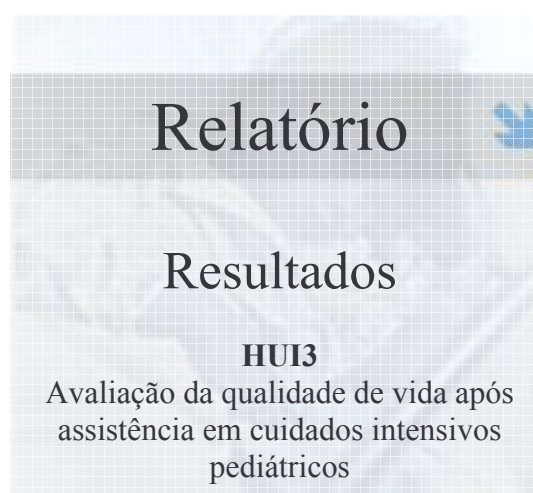 Relatório
Resultados
HUI3
Avaliação da qualidade de vida após
assistência em cuidados intensivos
pediátricos